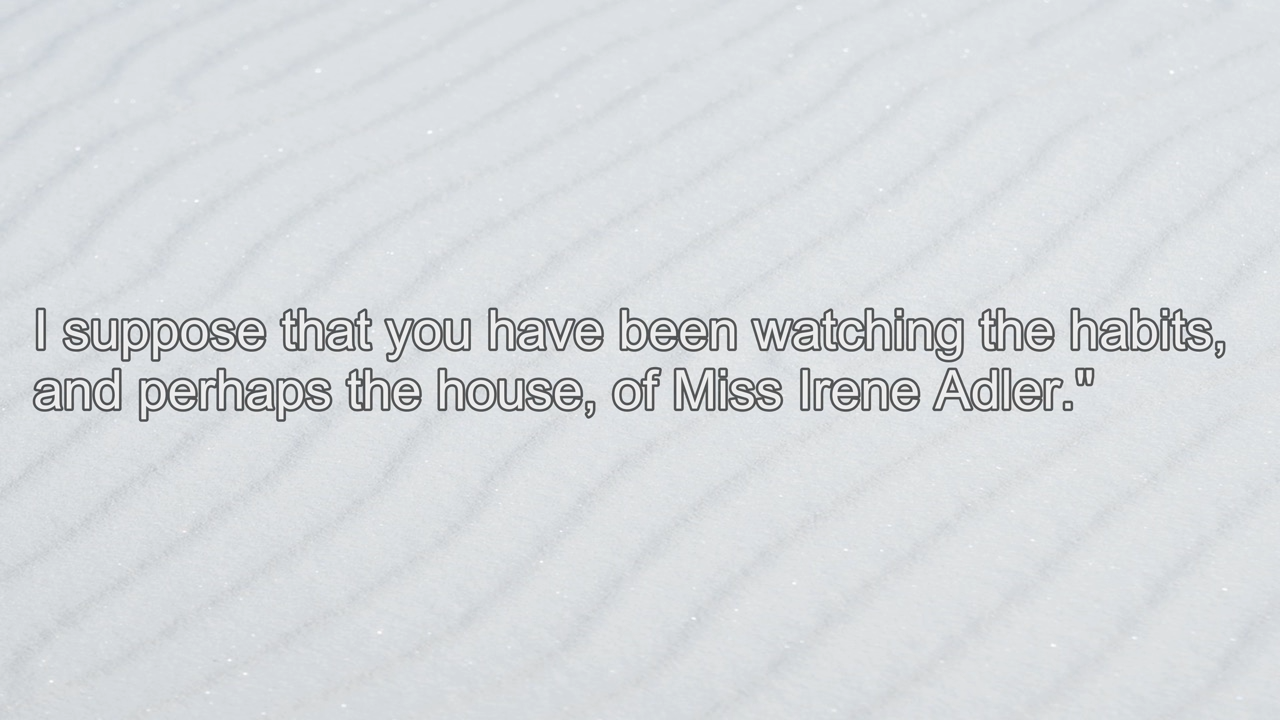 I suppose that you have been watching the habits,
and perhaps the house, of Miss Irene Adler."